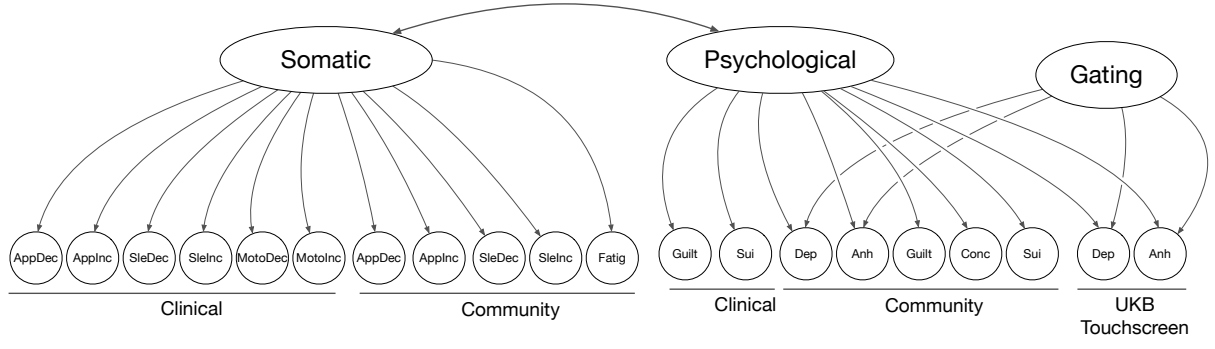 Somatic
Psychological
Gating
AppDec AppInc SleDec SleInc MotoDec MotoInc AppDec AppInc SleDec SleInc Fatig Guilt Sui Dep Anh Guilt Conc Sui Dep Anh
Clinical Community Clinical Community UKB
Touchscreen